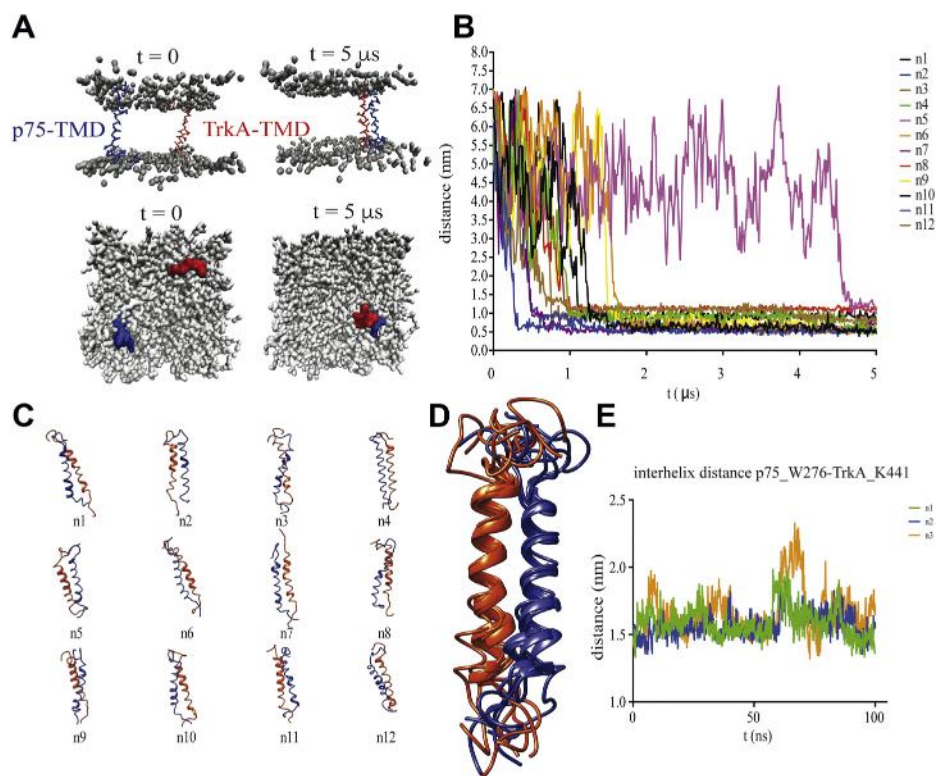 A
t = 0
t = 5 μs
p75-TMD
TrkA-TMD
t = 0
t = 5 μs
B
distance (nm)
8.0
7.5
7.0
6.5
6.0
5.5
5.0
4.5
4.0
3.5
3.0
2.5
2.0
1.5
1.0
0.5
0
1
2
3
4
5
t (μs)
n1
n2
n3
n4
n5
n6
n7
n8
n9
n10
n11
n12
C
n1
n2
n3
n4
n5
n6
n7
n8
n9
n10
n11
n12
D
E
interhelix distance p75_W276-TrkA_K441
distance (nm)
2.5
2.0
1.5
1.0
0
50
100
t (ns)
n1
n2
n3